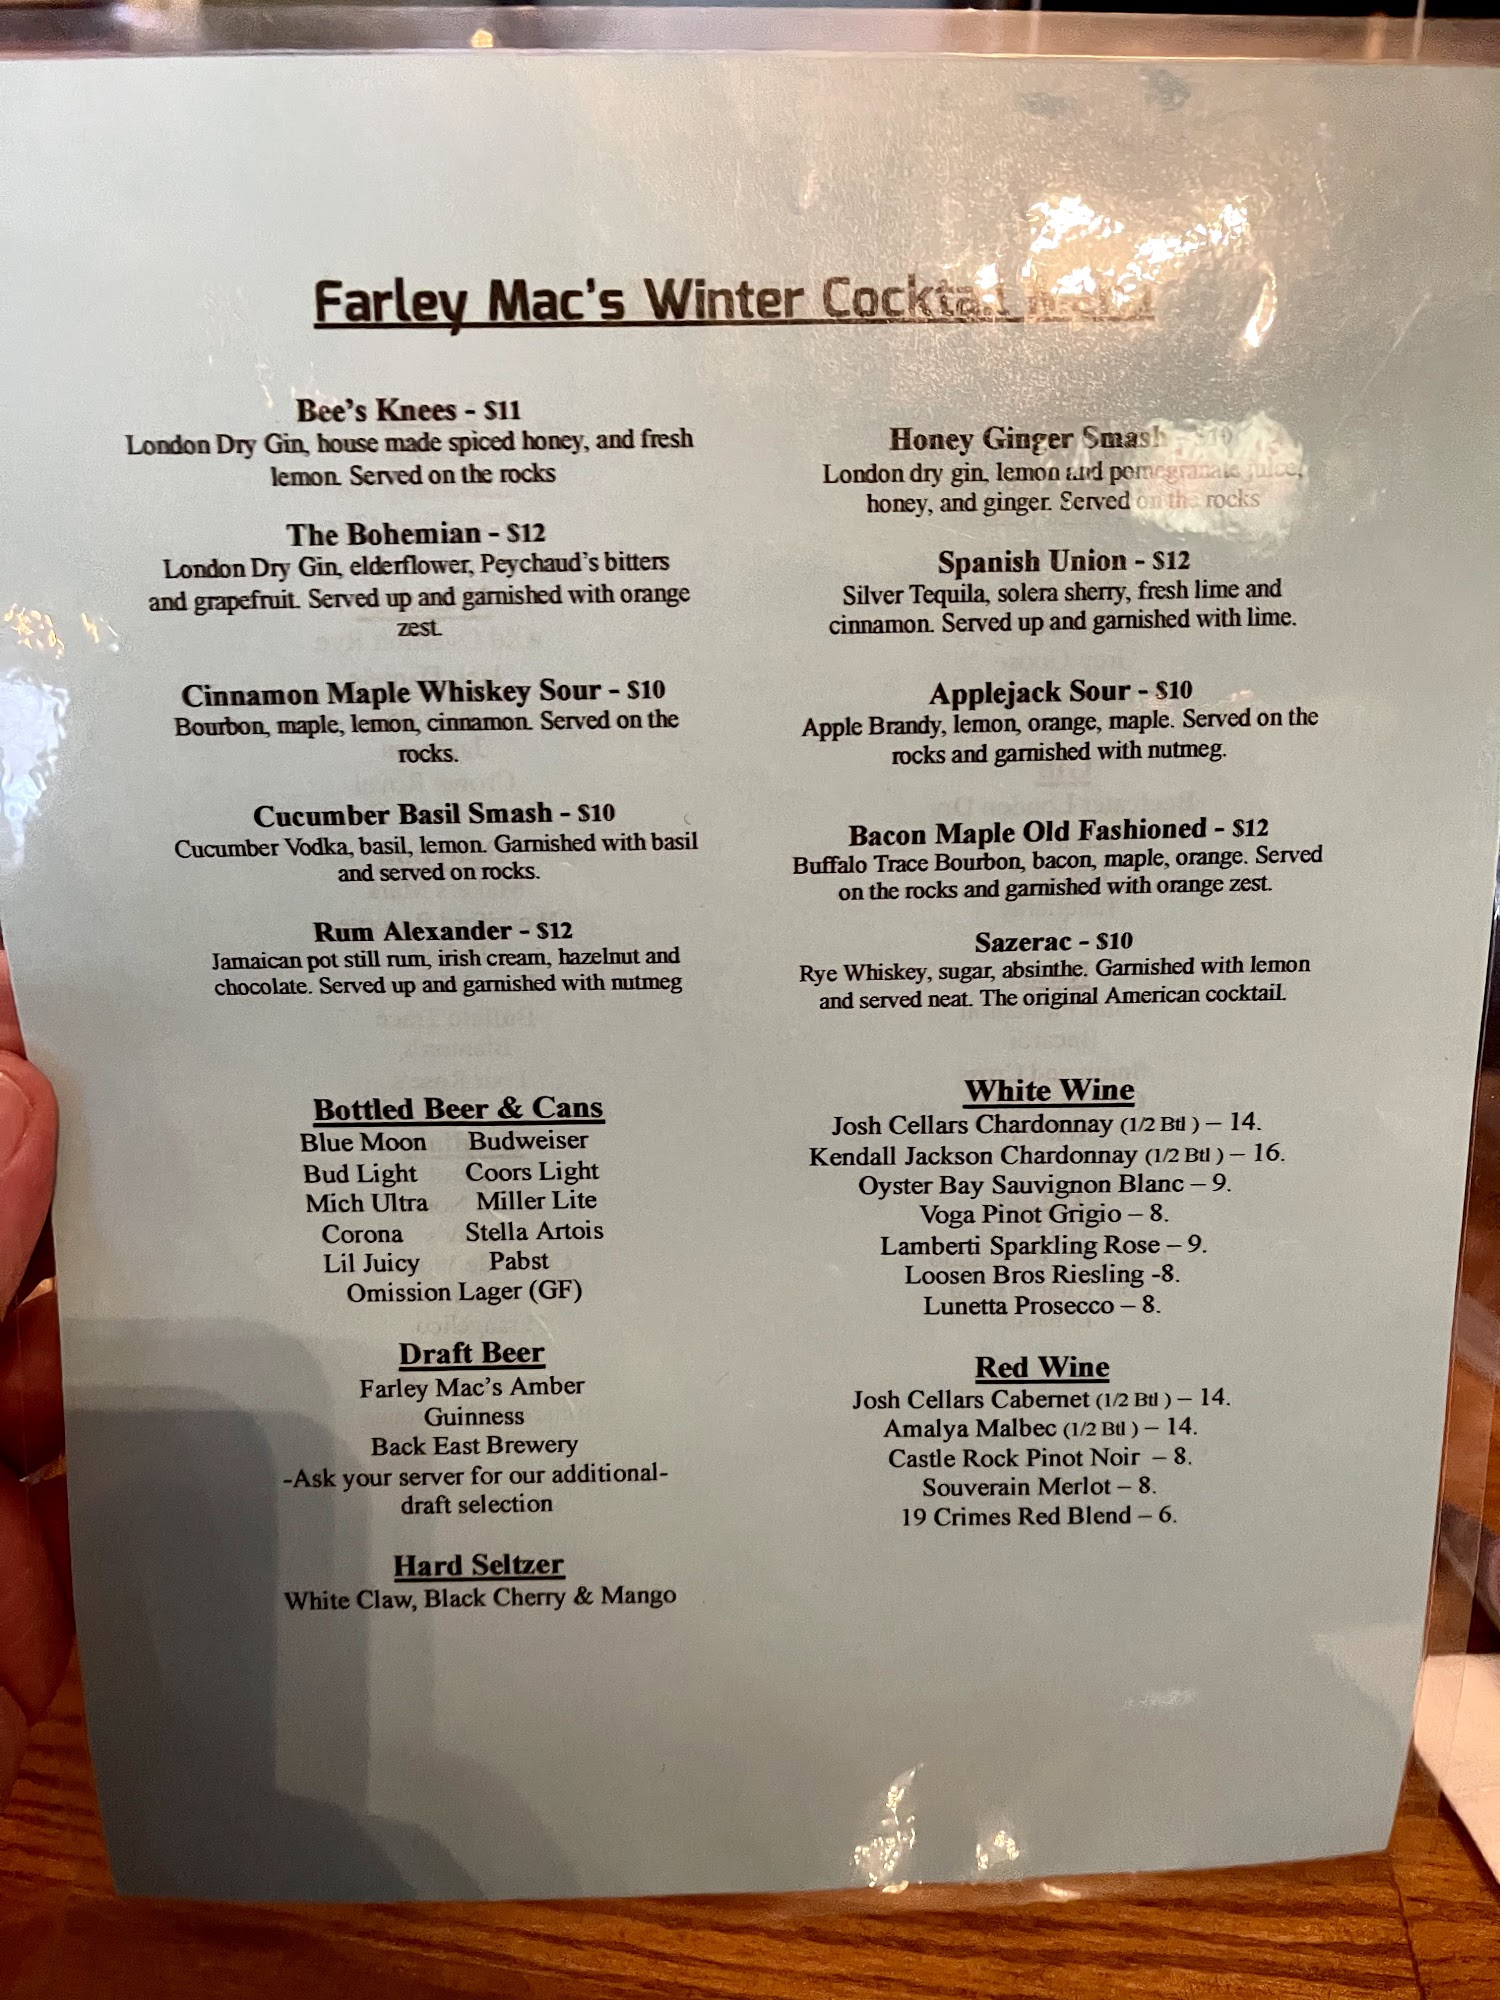 Farley Mac's Winter Cocktail Menu
Bee's Knees - $11
London Dry Gin, house made spiced honey, and fresh
lemon. Served on the rocks
The Bohemian - $12
London Dry Gin, elderflower, Peychaud's bitters
and grapefruit. Served up and garnished with orange
zest.
Cinnamon Maple Whiskey Sour - $10
Bourbon, maple, lemon, cinnamon. Served on the
rocks.
Cucumber Basil Smash - $10
Cucumber Vodka, basil, lemon. Garnished with basil
and served on rocks.
Rum Alexander - $12
Jamaican pot still rum, irish cream, hazelnut and
chocolate. Served up and garnished with nutmeg
Bottled Beer & Cans
Blue Moon Budweiser
Bud Light Coors Light
Mich Ultra Miller Lite
Corona Stella Artois
Lil Juicy Pabst
Omission Lager (GF)
Draft Beer
Farley Mac's Amber
Guinness
Back East Brewery
-Ask your server for our additional-
draft selection
Hard Seltzer
White Claw, Black Cherry & Mango
Honey Ginger Smash - $10
London dry gin, lemon and pomegranate juice,
honey, and ginger. Served on the rocks
Spanish Union - $12
Silver Tequila, solera sherry, fresh lime and
cinnamon. Served up and garnished with lime.
Applejack Sour - $10
Apple Brandy, lemon, orange, maple. Served on the
rocks and garnished with nutmeg.
Bacon Maple Old Fashioned - $12
Buffalo Trace Bourbon, bacon, maple, orange. Served
on the rocks and garnished with orange zest.
Sazerac - $10
Rye Whiskey, sugar, absinthe. Garnished with lemon
and served neat. The original American cocktail.
White Wine
Josh Cellars Chardonnay (1/2 Btl ) – 14.
Kendall Jackson Chardonnay (1/2 Btl ) – 16.
Oyster Bay Sauvignon Blanc – 9.
Voga Pinot Grigio – 8.
Lamberti Sparkling Rose – 9.
Loosen Bros Riesling -8.
Lunetta Prosecco – 8.
Red Wine
Josh Cellars Cabernet (1/2 Btl ) – 14.
Amalya Malbec (1/2 Btl ) – 14.
Castle Rock Pinot Noir – 8.
Souverain Merlot – 8.
19 Crimes Red Blend – 6.